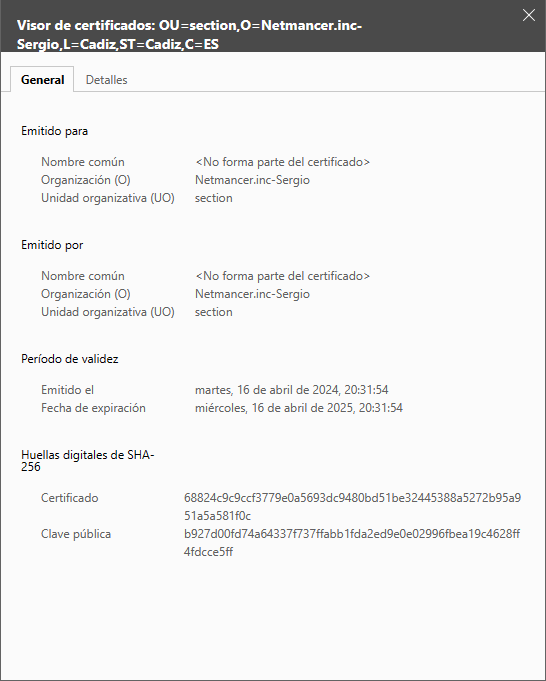 Visor de certificados: OU=section,O=Netmancer.inc-
Sergio,L=Cadiz,ST=Cadiz,C=ES
General Detalles
Emitido para
Nombre común <No forma parte del certificado>
Organización (O) Netmancer.inc-Sergio
Unidad organizativa (UO) section
Emitido por
Nombre común <No forma parte del certificado>
Organización (O) Netmancer.inc-Sergio
Unidad organizativa (UO) section
Período de validez
Emitido el martes, 16 de abril de 2024, 20:31:54
Fecha de expiración miércoles, 16 de abril de 2025, 20:31:54
Huellas digitales de SHA-
256
Certificado 68824c9c9ccf3779e0a5693dc9480bd51be32445388a5272b95a9
51a5a581f0c
Clave pública b927d00fd74a64337f737ffabb1fda2ed9e0e02996fbea19c4628ff
4fdcce5ff